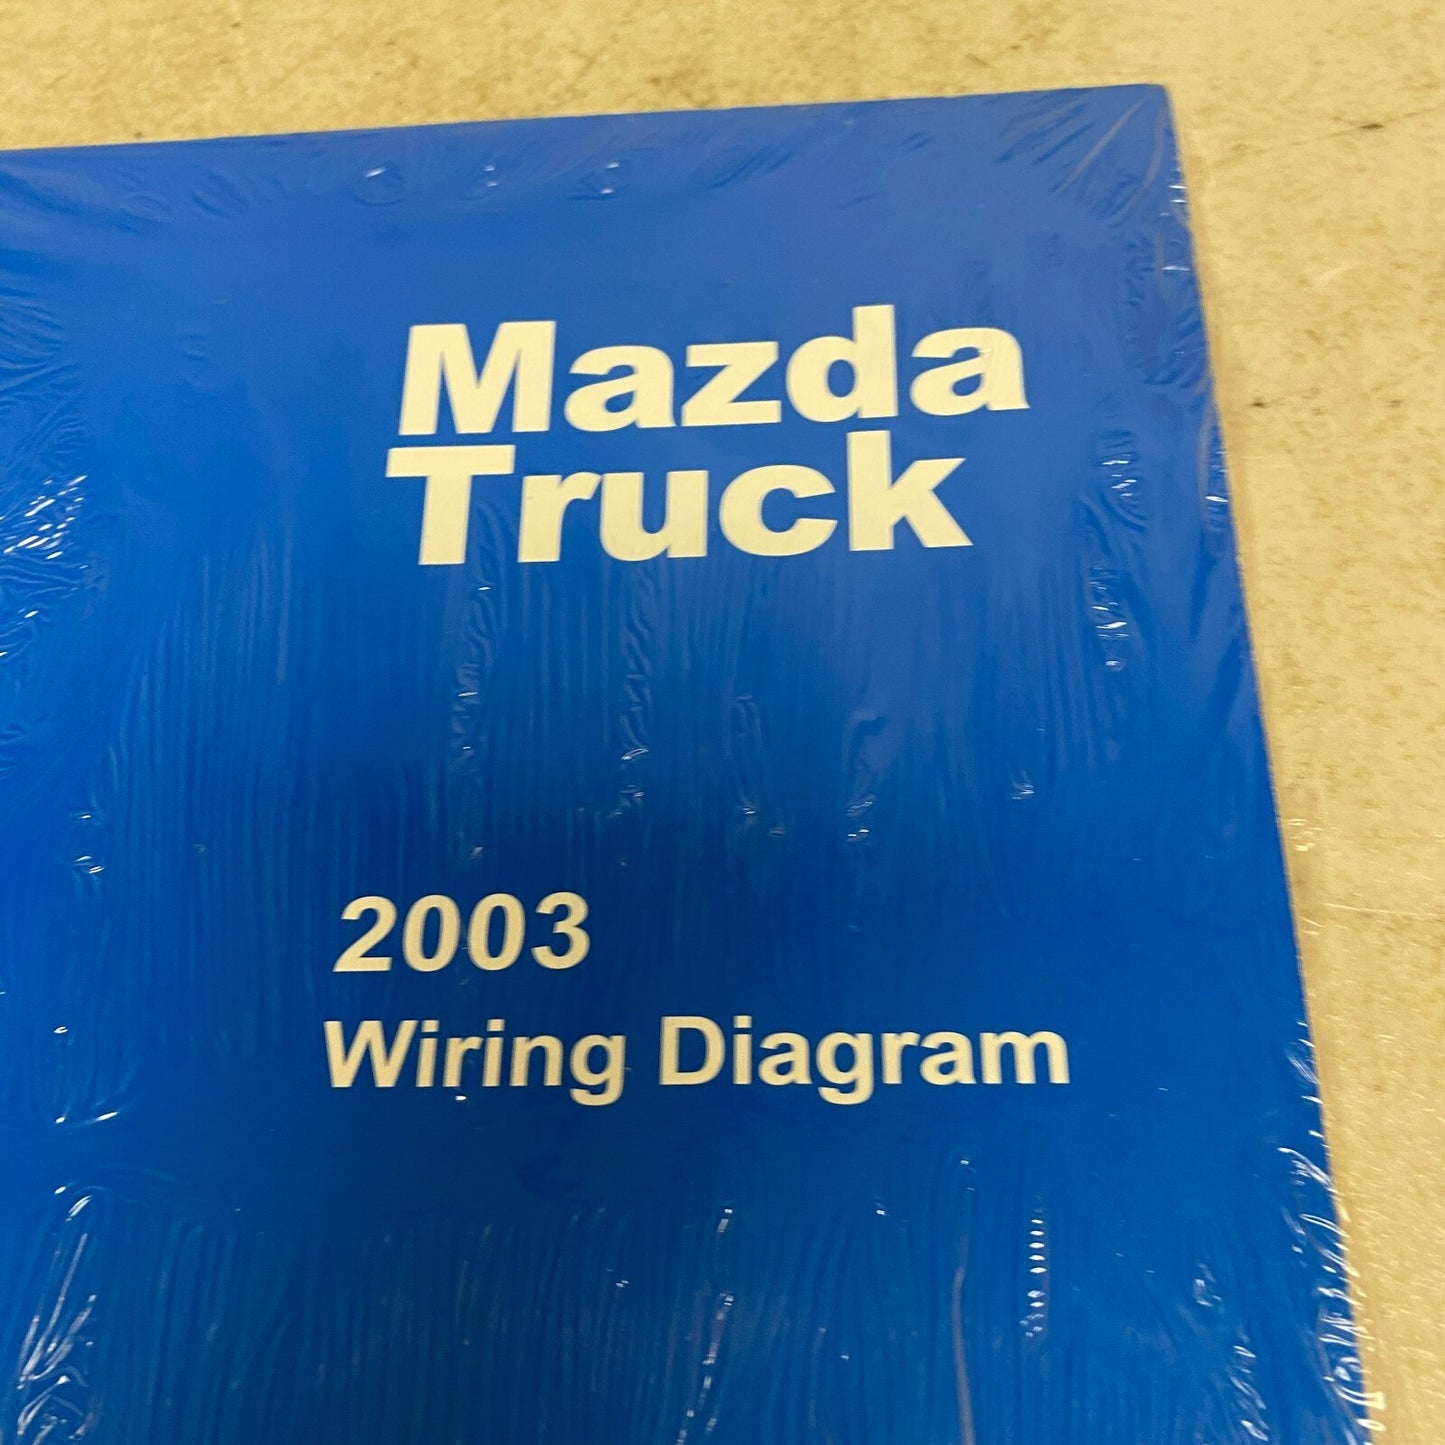 Mazda
Truck
2003
Wiring Diagram